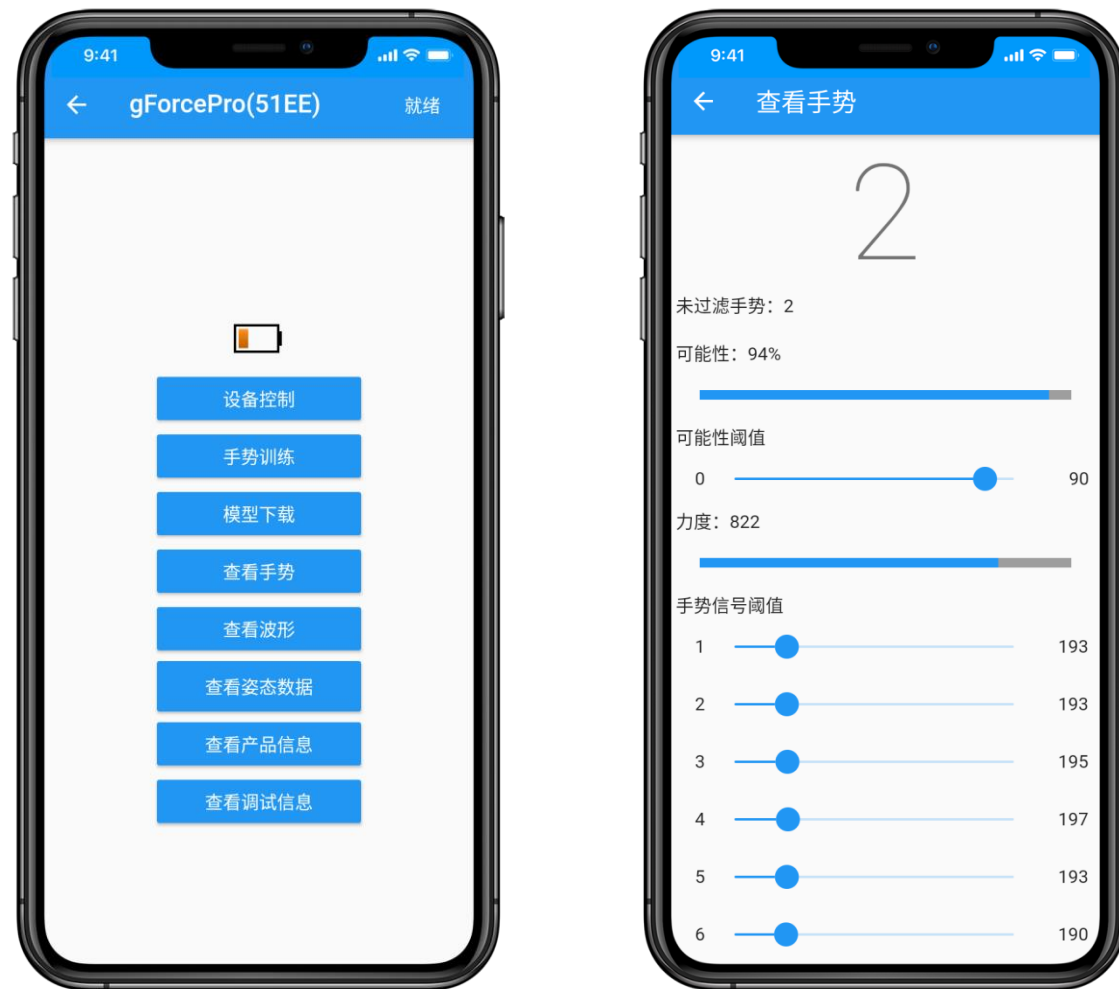 9:41
gForcePro(51EE) 就绪
设备控制
手势训练
模型下载
查看手势
查看波形
查看姿态数据
查看产品信息
查看调试信息
9:41
查看手势
2
未过滤手势：2
可能性：94%
可能性阈值
0 90
力度：822
手势信号阈值
1 193
2 193
3 195
4 197
5 193
6 190